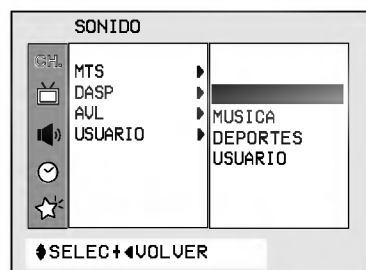 SONIDO
CH.
MTS
DASP
AVL
USUARIO
MUSICA
DEPORTES
USUARIO
SELEC VOLVER